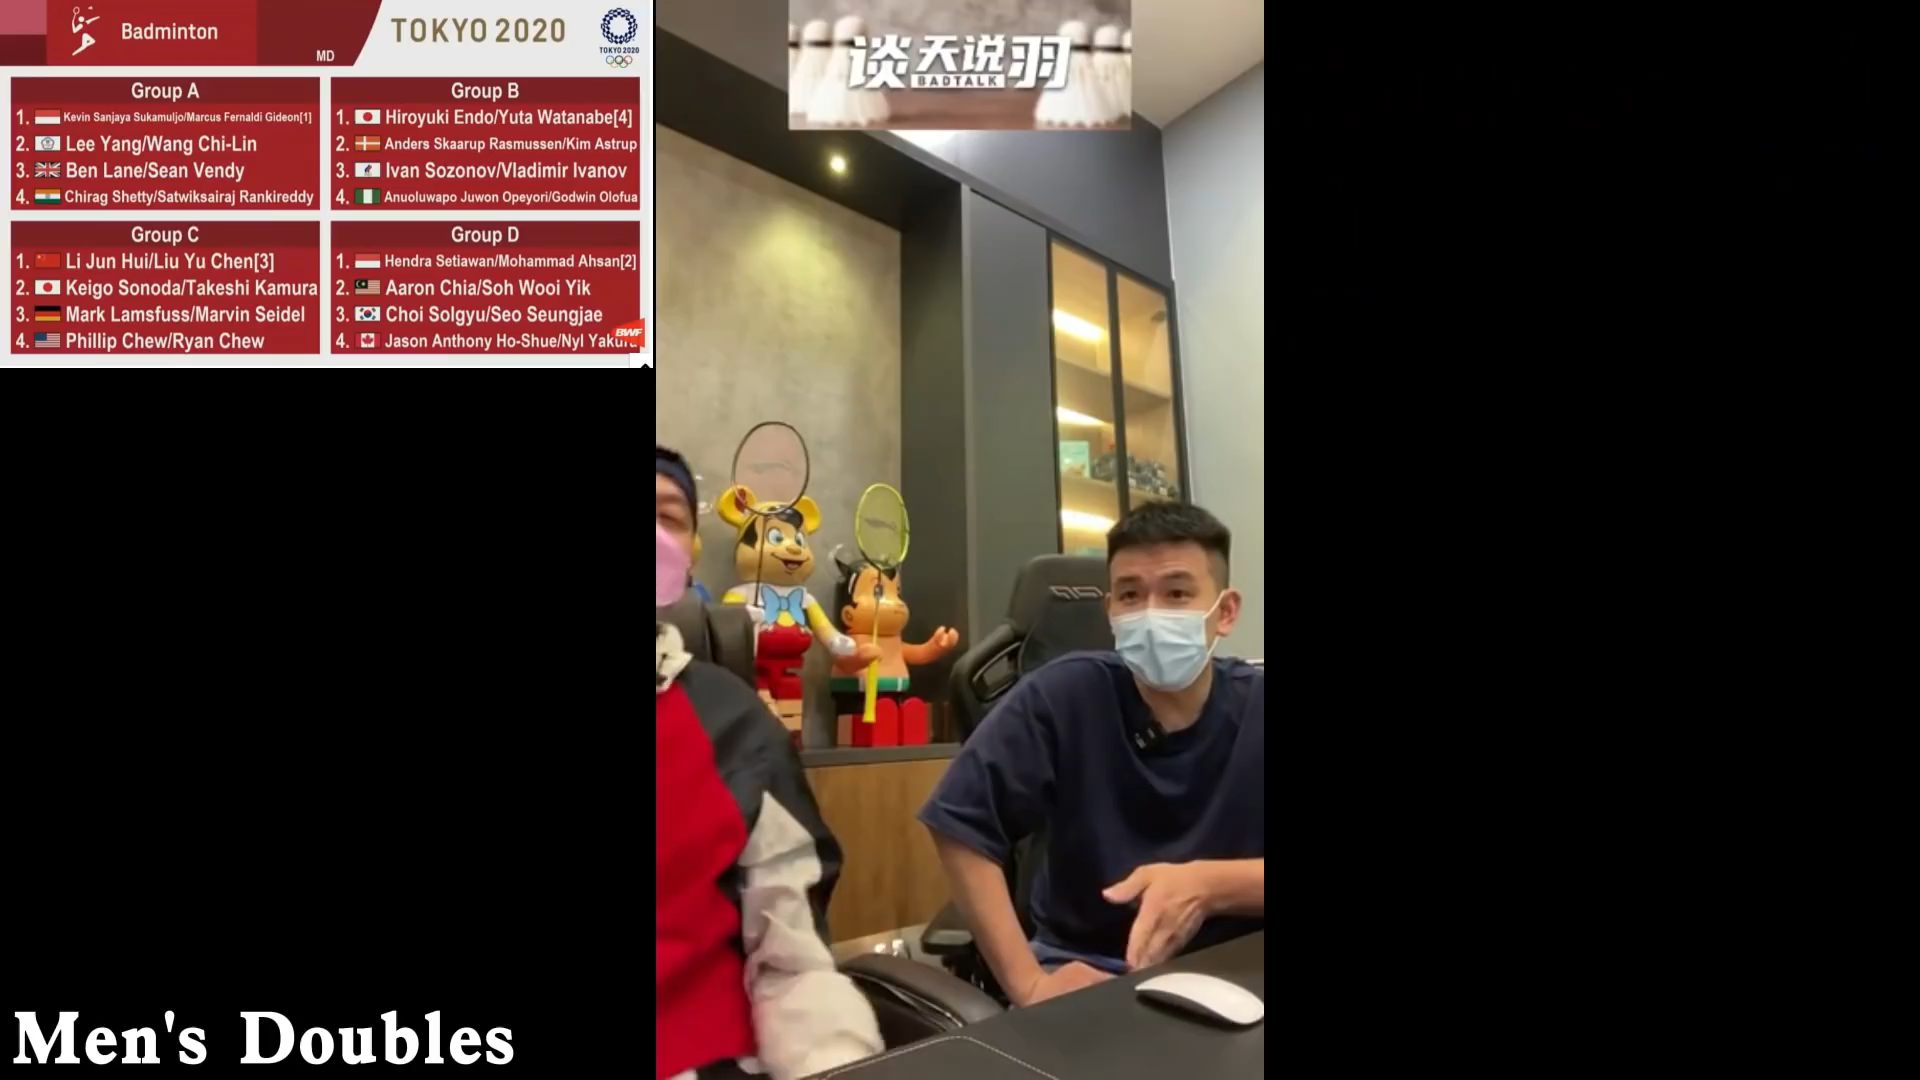 Badminton
MD
TOKYO 2020
TOKYO 2020
Group A
1. Kevin Sanjaya Sukamuljo/Marcus Fernaldi Gideon[1]
2. Lee Yang/Wang Chi-Lin
3. Ben Lane/Sean Vendy
4. Chirag Shetty/Satwiksairaj Rankireddy
Group B
1. Hiroyuki Endo/Yuta Watanabe[4]
2. Anders Skaarup Rasmussen/Kim Astrup
3. Ivan Sozonov/Vladimir Ivanov
4. Anuoluwapo Juwon Opeyori/Godwin Olofua
Group C
1. Li Jun Hui/Liu Yu Chen[3]
2. Keigo Sonoda/Takeshi Kamura
3. Mark Lamsfuss/Marvin Seidel
4. Phillip Chew/Ryan Chew
Group D
1. Hendra Setiawan/Mohammad Ahsan[2]
2. Aaron Chia/Soh Wooi Yik
3. Choi Solgyu/Seo Seungjae
4. Jason Anthony Ho-Shue/Nyl Yakura
BWF
谈天说羽
BADTALK
Men's Doubles